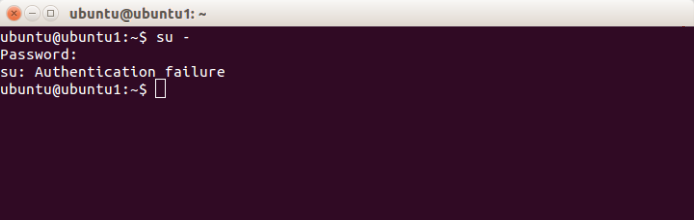 ubuntu@ubuntu1: ~
ubuntu@ubuntu1:~$ su -
Password:
su: Authentication failure
ubuntu@ubuntu1:~$